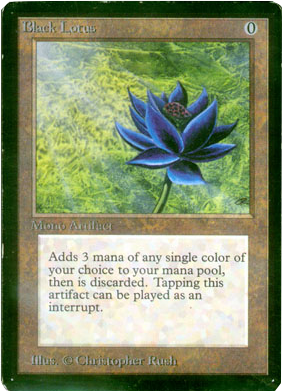 Black Lotus 0
Mono Artifact
Adds 3 mana of any single color of
your choice to your mana pool,
then is discarded. Tapping this
artifact can be played as an
interrupt.
Illus. © Christopher Rush